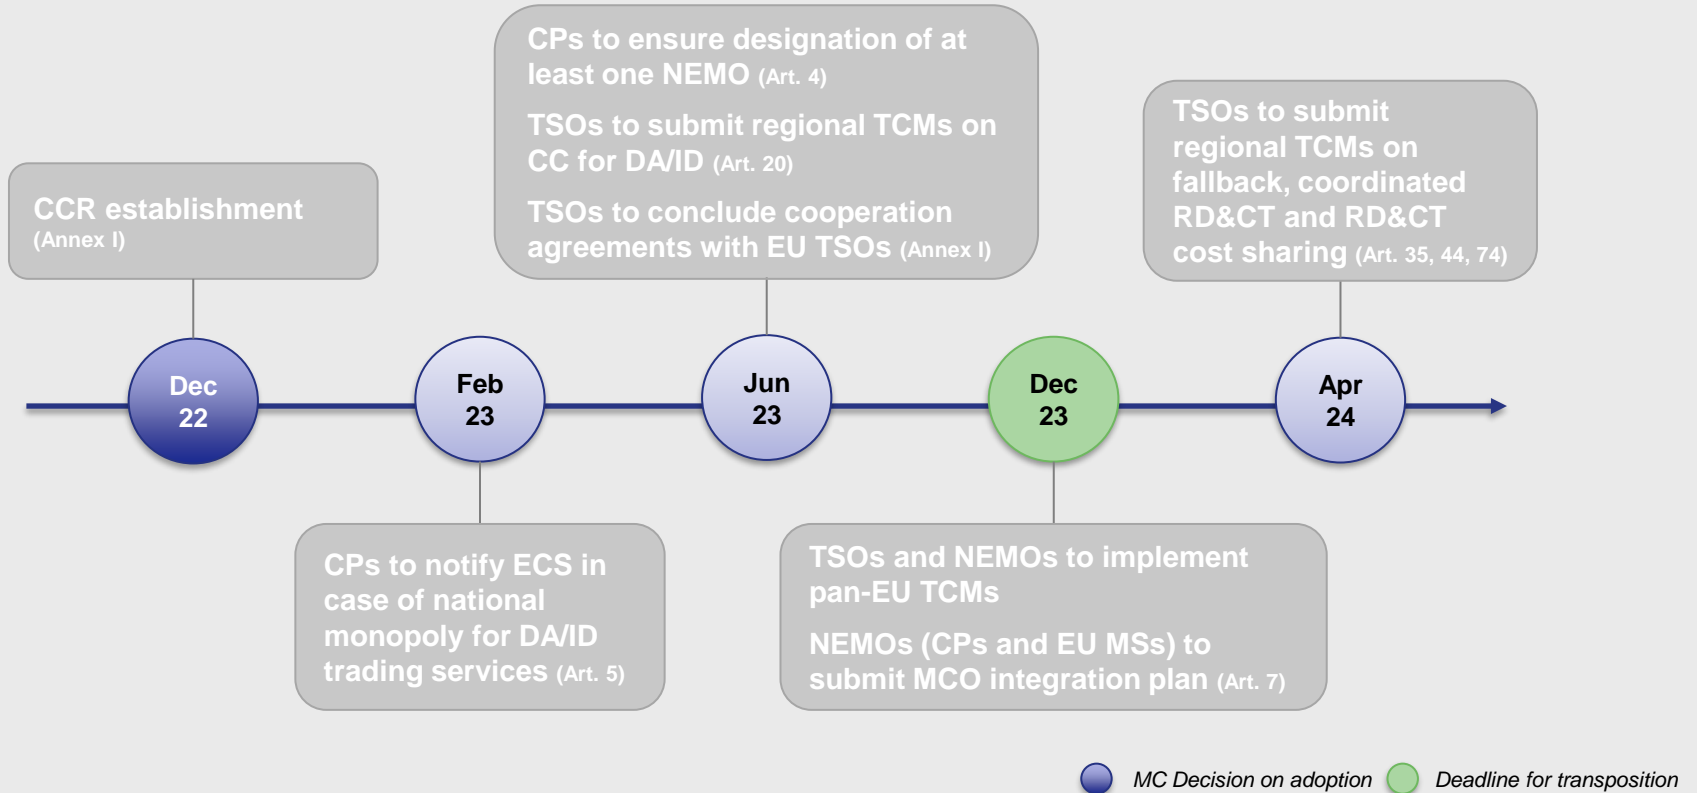 CPs to ensure designation of at
least one NEMO (Art. 4)
TSOs to submit regional TCMs on
CC for DA/ID (Art. 20)
TSOs to conclude cooperation
agreements with EU TSOs (Annex I)
TSOs to submit
regional TCMs on
fallback, coordinated
RD&CT and RD&CT
cost sharing (Art. 35, 44, 74)
CCR establishment
(Annex I)
Dec
22
Feb
23
Jun
23
Dec
23
Apr
24
CPs to notify ECS in
case of national
monopoly for DA/ID
trading services (Art. 5)
TSOs and NEMOs to implement
pan-EU TCMs
NEMOs (CPs and EU MSs) to
submit MCO integration plan (Art. 7)
MC Decision on adoption
Deadline for transposition